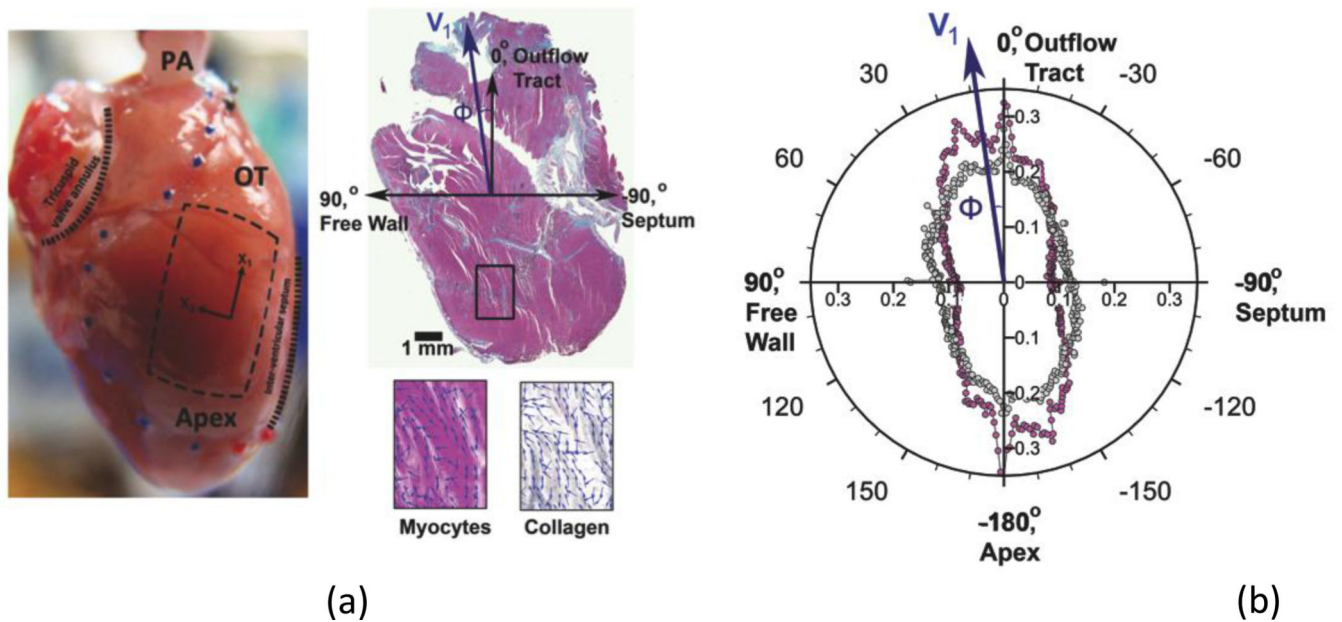 PA
Tricuspid
valve annulus
OT
X₁
X₂
inter-ventricular septum
Apex
V₁
0,° Outflow
Tract
Φ
90,°
Free Wall
-90,°
Septum
1 mm
Myocytes
Collagen
(a)
V₁
0,° Outflow
Tract
30
-30
60
-60
0.3
0.2
Φ
0.1
90,°
Free
Wall
0.3
0.2
0.1
0
0
0.1
0.2
0.3
-90,°
Septum
-0.1
-0.2
-0.3
120
-120
150
-150
-180,°
Apex
(b)